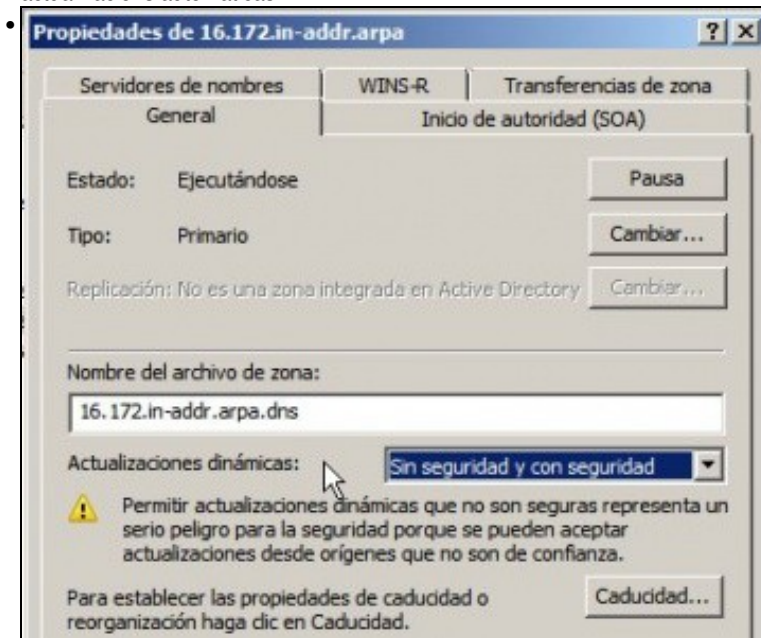 Propiedades de 16.172.in-addr.arpa
Servidores de nombres WINS-R Transferencias de zona
General Inicio de autoridad (SOA)
Estado: Ejecutándose Pausa
Tipo: Primario Cambiar...
Replicación: No es una zona integrada en Active Directory Cambiar...
Nombre del archivo de zona:
16.172.in-addr.arpa.dns
Actualizaciones dinámicas: Sin seguridad y con seguridad
Permitir actualizaciones dinámicas que no son seguras representa un
serio peligro para la seguridad porque se pueden aceptar
actualizaciones desde orígenes que no son de confianza.
Para establecer las propiedades de caducidad o Caducidad...
reorganización haga clic en Caducidad.